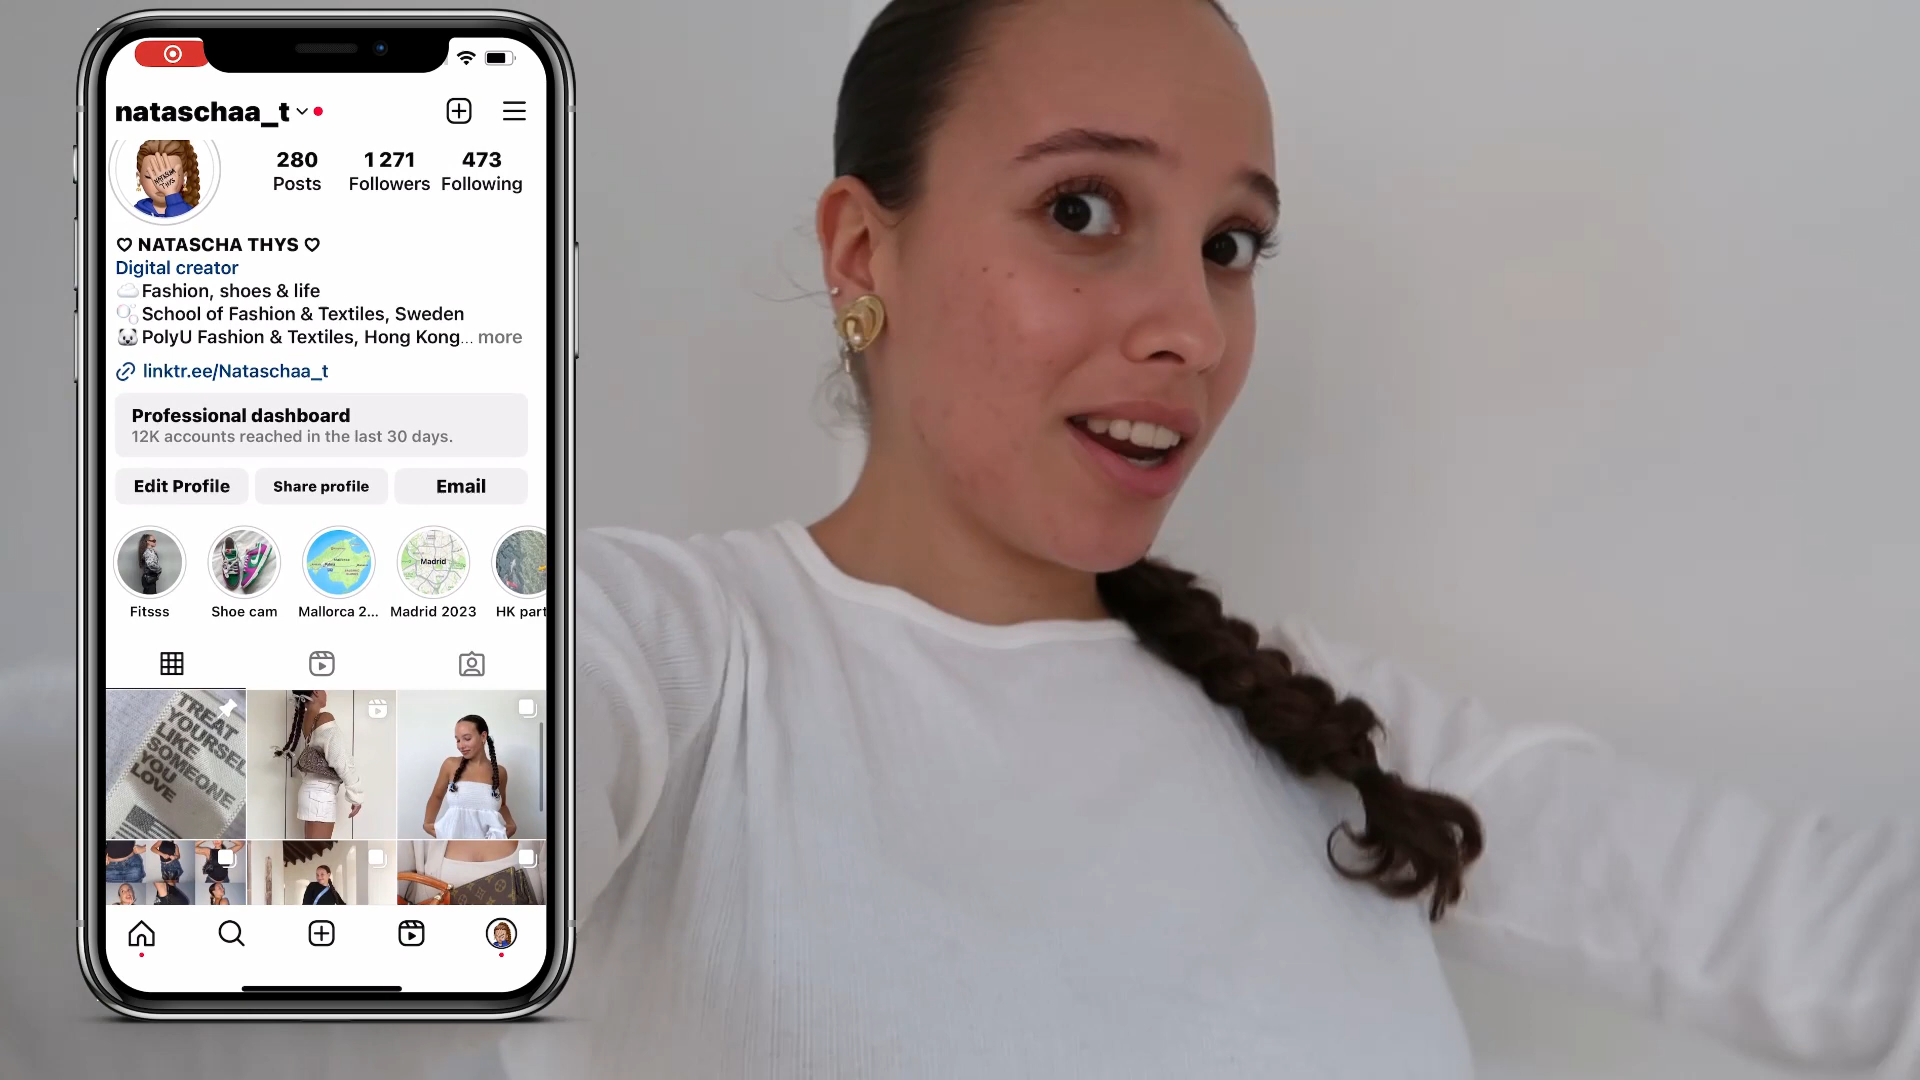 nataschaa_t
NATASCHA THYS
280
Posts
1 271
Followers
473
Following
♡ NATASCHA THYS ♡
Digital creator
☁️Fashion, shoes & life
🫧School of Fashion & Textiles, Sweden
🐼PolyU Fashion & Textiles, Hong Kong... more
linktr.ee/Nataschaa_t
Professional dashboard
12K accounts reached in the last 30 days.
Edit Profile
Share profile
Email
Madrid
Fitsss
Shoe cam
Mallorca 2...
Madrid 2023
HK part
TREAT
YOURSEL
LIKE
SOMEONE
YOU
LOVE